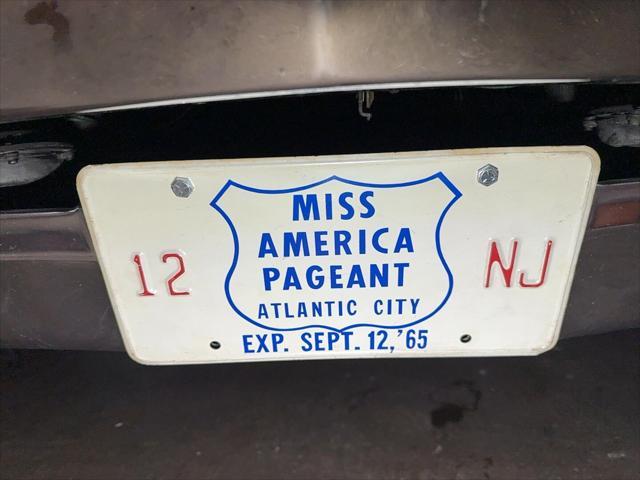 MISS
AMERICA
PAGEANT
ATLANTIC CITY
12 NJ
EXP. SEPT. 12,'65